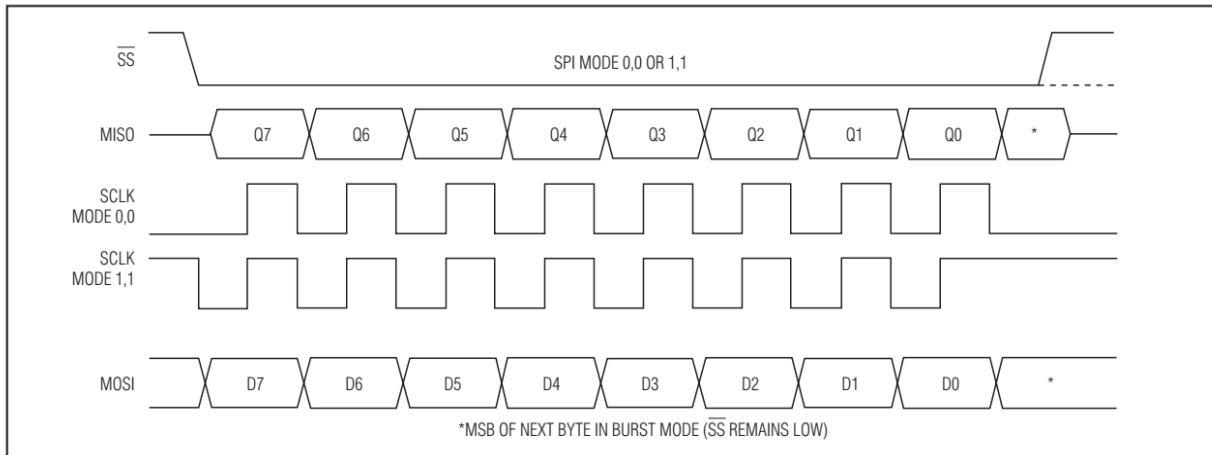 SS
SPI MODE 0,0 OR 1,1
MISO Q7 Q6 Q5 Q4 Q3 Q2 Q1 Q0 *
SCLK
MODE 0,0
SCLK
MODE 1,1
MOSI D7 D6 D5 D4 D3 D2 D1 D0 *
*MSB OF NEXT BYTE IN BURST MODE (SS REMAINS LOW)